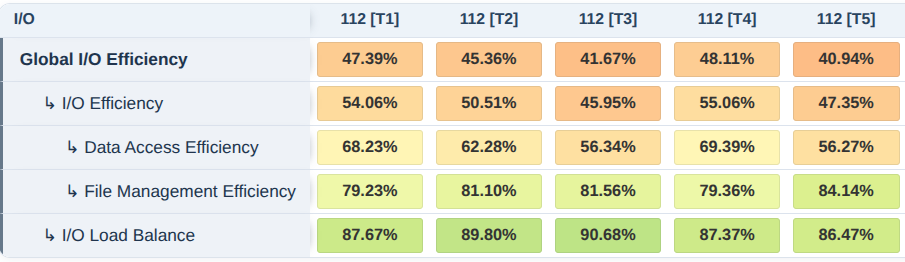 I/O 112 [T1] 112 [T2] 112 [T3] 112 [T4] 112 [T5]
Global I/O Efficiency 47.39% 45.36% 41.67% 48.11% 40.94%
↳ I/O Efficiency 54.06% 50.51% 45.95% 55.06% 47.35%
↳ Data Access Efficiency 68.23% 62.28% 56.34% 69.39% 56.27%
↳ File Management Efficiency 79.23% 81.10% 81.56% 79.36% 84.14%
↳ I/O Load Balance 87.67% 89.80% 90.68% 87.37% 86.47%